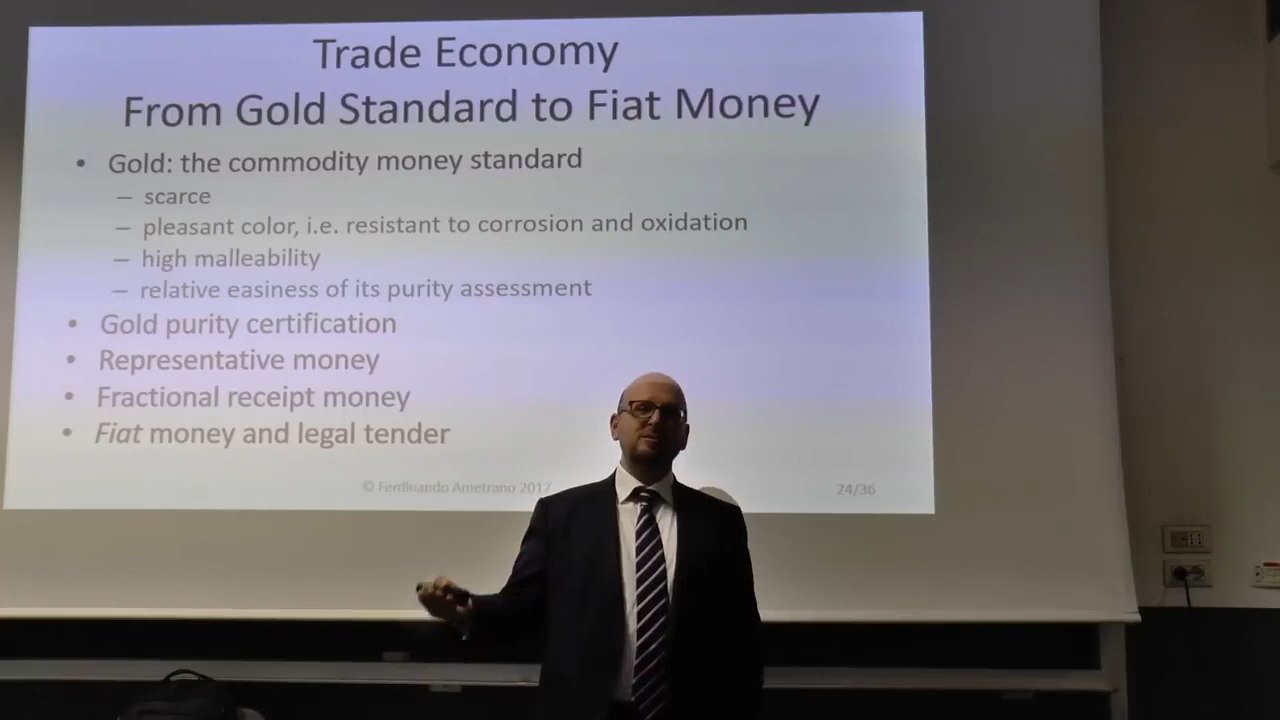 Trade Economy
From Gold Standard to Fiat Money
• Gold: the commodity money standard
– scarce
– pleasant color, i.e. resistant to corrosion and oxidation
– high malleability
– relative easiness of its purity assessment
• Gold purity certification
• Representative money
• Fractional receipt money
• Fiat money and legal tender
© Ferdinando Ametrano 2017
24/36